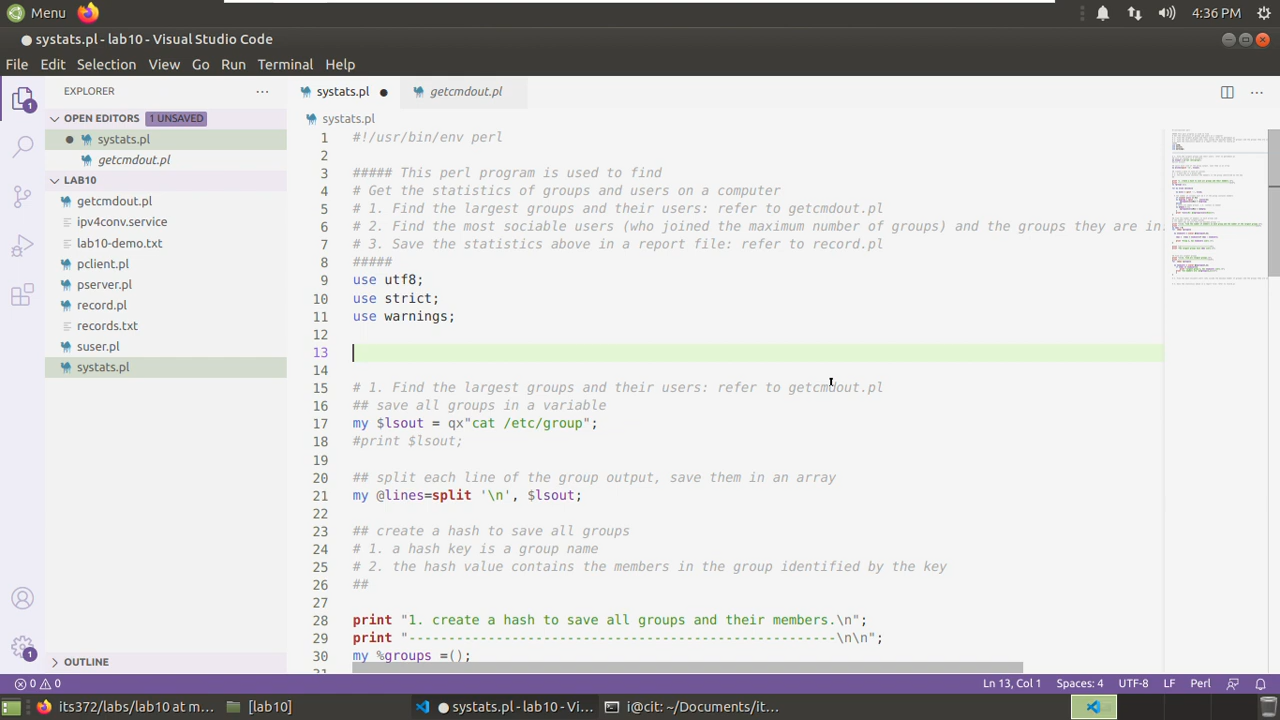 Menu
4:36 PM
systats.pl - lab10 - Visual Studio Code
File Edit Selection View Go Run Terminal Help
EXPLORER
OPEN EDITORS 1 UNSAVED
systats.pl
getcmdout.pl
LAB10
getcmdout.pl
ipv4conv.service
lab10-demo.txt
pclient.pl
pserver.pl
record.pl
records.txt
suser.pl
systats.pl
OUTLINE
systats.pl
getcmdout.pl
systats.pl
1 #!/usr/bin/env perl
2
3 ##### This perl program is used to find
4 # Get the statistics of groups and users on a computer
5 # 1. Find the largest groups and their users: refer to getcmdout.pl
6 # 2. Find the most sociable users (who joined the maximum number of groups) and the groups they are in.
7 # 3. Save the statistics above in a report file: refer to record.pl
8 #####
9 use utf8;
10 use strict;
11 use warnings;
12
13
14
15 # 1. Find the largest groups and their users: refer to getcmdout.pl
16 ## save all groups in a variable
17 my $lsout = qx"cat /etc/group";
18 #print $lsout;
19
20 ## split each line of the group output, save them in an array
21 my @lines=split '\n', $lsout;
22
23 ## create a hash to save all groups
24 # 1. a hash key is a group name
25 # 2. the hash value contains the members in the group identified by the key
26 ##
27
28 print "1. create a hash to save all groups and their members.\n";
29 print "------------------------------------------------------\n\n";
30 my %groups =();
0 0
Ln 13, Col 1 Spaces: 4 UTF-8 LF Perl
its372/labs/lab10 at m... [lab10] systats.pl - lab10 - Vi... i@cit: ~/Documents/it...